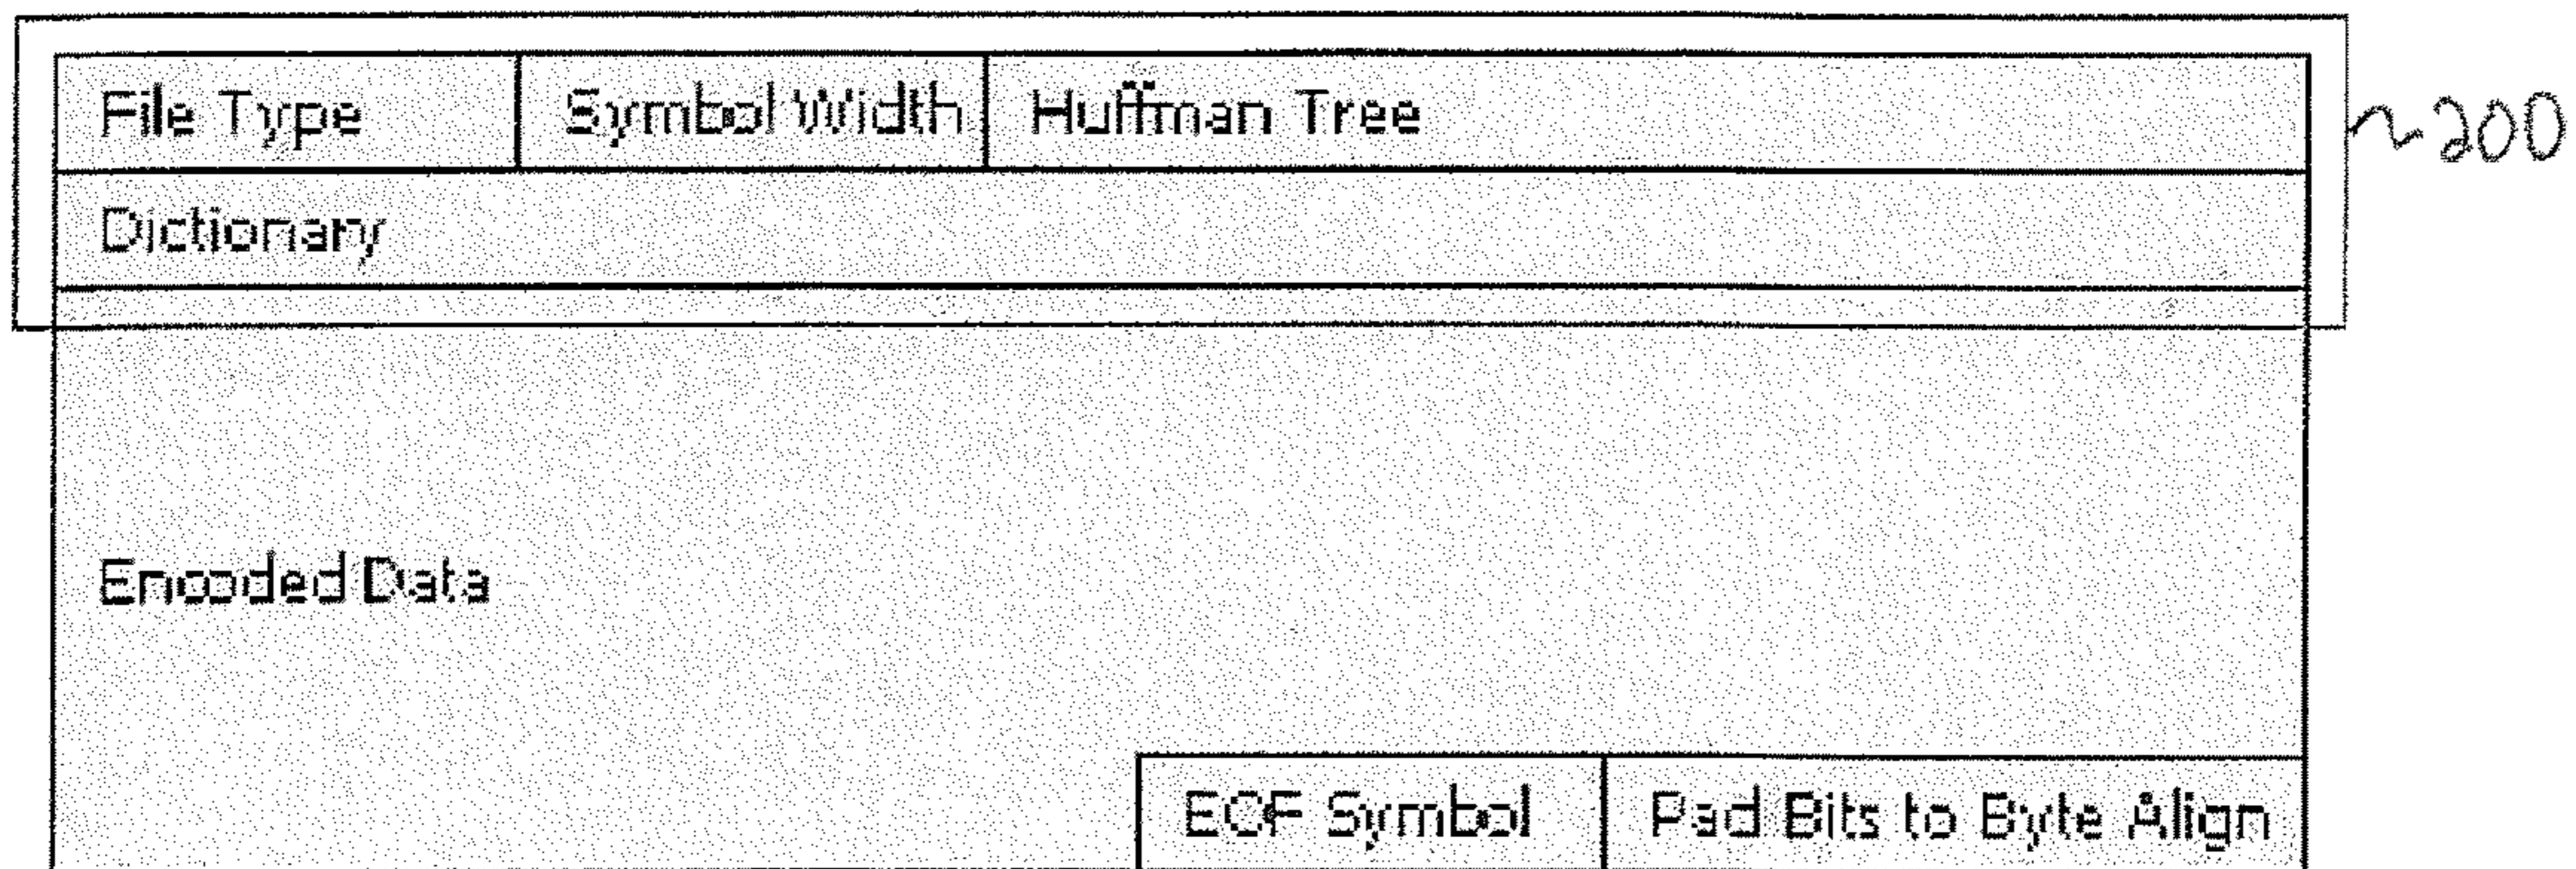 File Type Symbol Width Huffman Tree
~200
Dictionary
Encoded Data
EOF Symbol Pad Bits to Byte Align